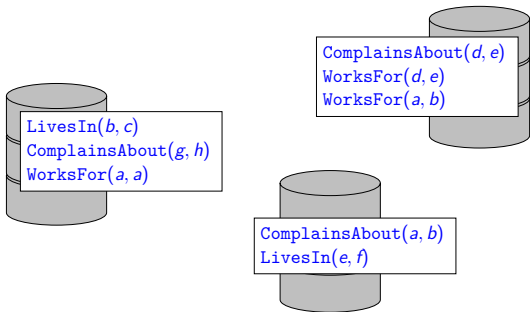 ComplainsAbout(d, e)
WorksFor(d, e)
WorksFor(a, b)
LivesIn(b, c)
ComplainsAbout(g, h)
WorksFor(a, a)
ComplainsAbout(a, b)
LivesIn(e, f)